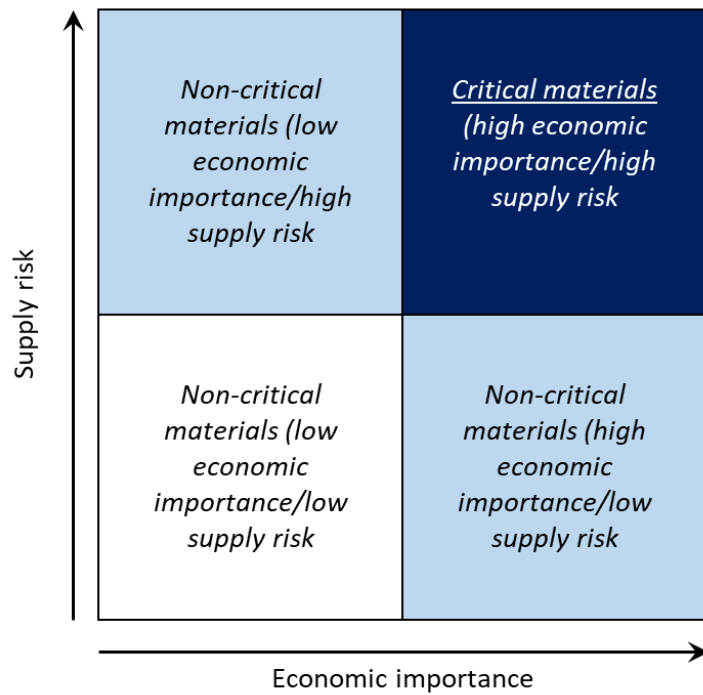 Non-critical
materials (low
economic
importance/high
supply risk
Critical materials
(high economic
importance/high
supply risk
Supply risk
Non-critical
materials (low
economic
importance/low
supply risk
Non-critical
materials (high
economic
importance/low
supply risk
Economic importance